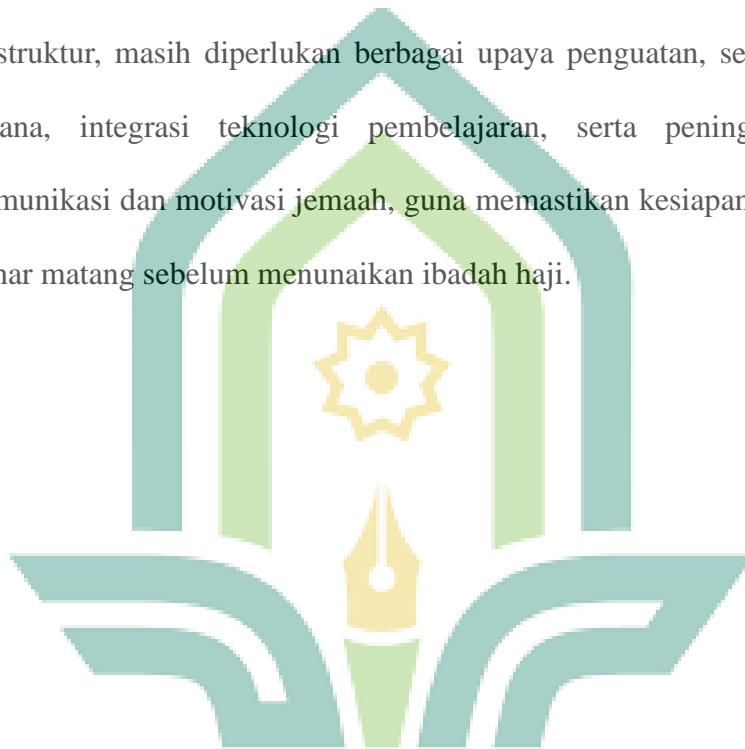 struktur, masih diperlukan berbagai upaya penguatan, se
ana, integrasi teknologi pembelajaran, serta pening
munikasi dan motivasi jemaah, guna memastikan kesiapan
nar matang sebelum menunaikan ibadah haji.